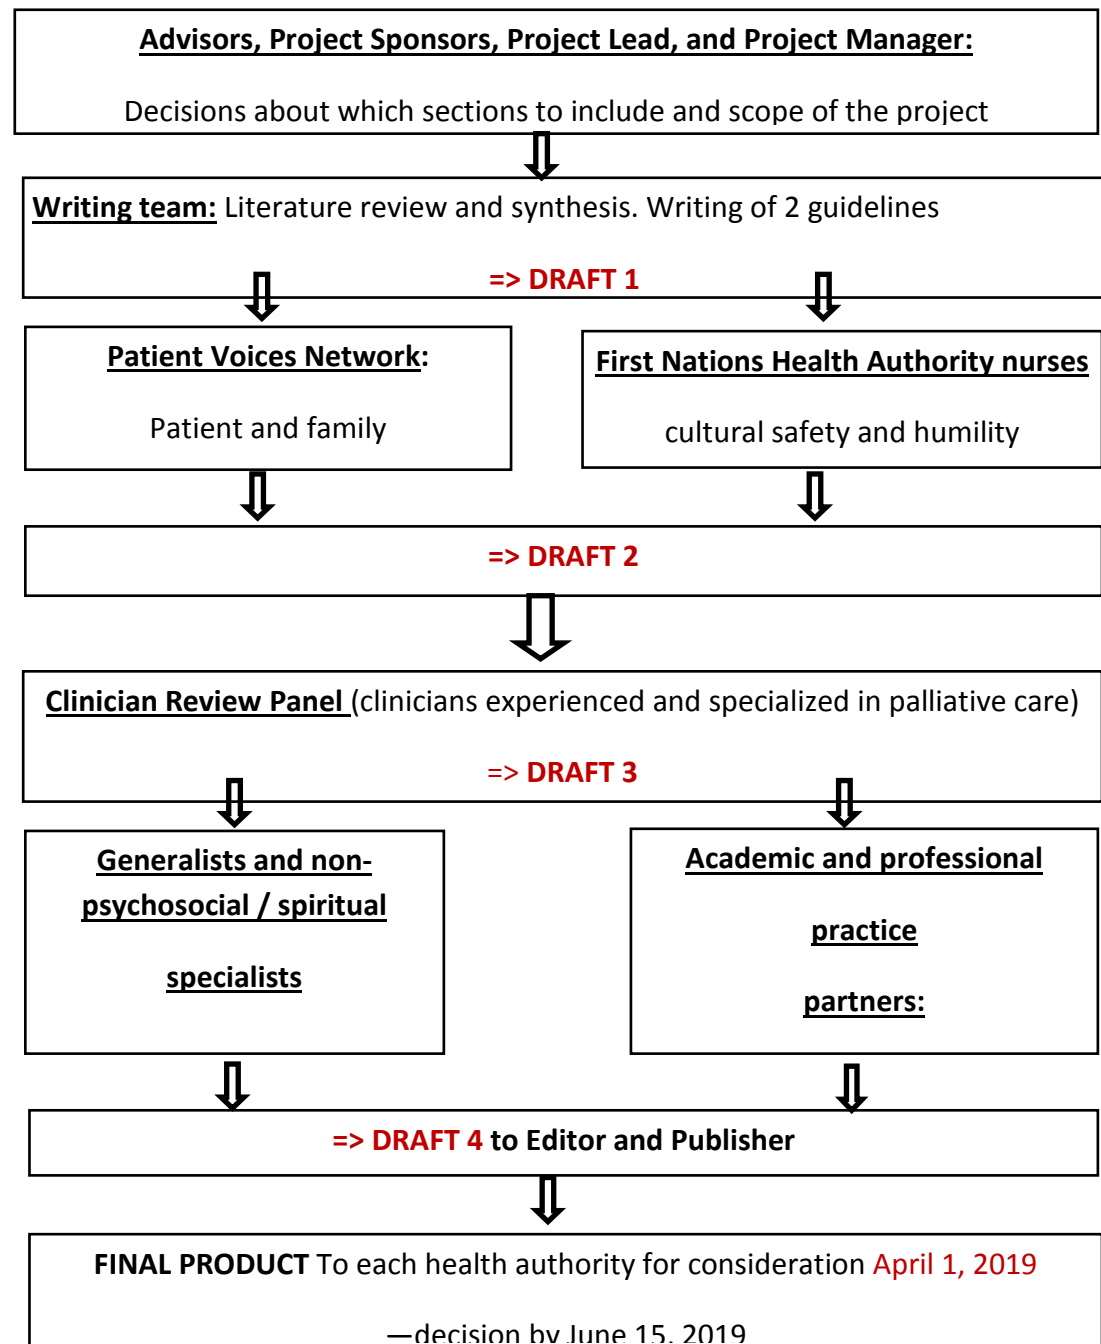 Advisors, Project Sponsors, Project Lead, and Project Manager:
Decisions about which sections to include and scope of the project
Writing team: Literature review and synthesis. Writing of 2 guidelines
=> DRAFT 1
Patient Voices Network:
Patient and family
First Nations Health Authority nurses
cultural safety and humility
=> DRAFT 2
Clinician Review Panel (clinicians experienced and specialized in palliative care)
=> DRAFT 3
Generalists and non-
psychosocial / spiritual
specialists
Academic and professional
practice
partners:
=> DRAFT 4 to Editor and Publisher
FINAL PRODUCT To each health authority for consideration April 1, 2019
—decision by June 15, 2019